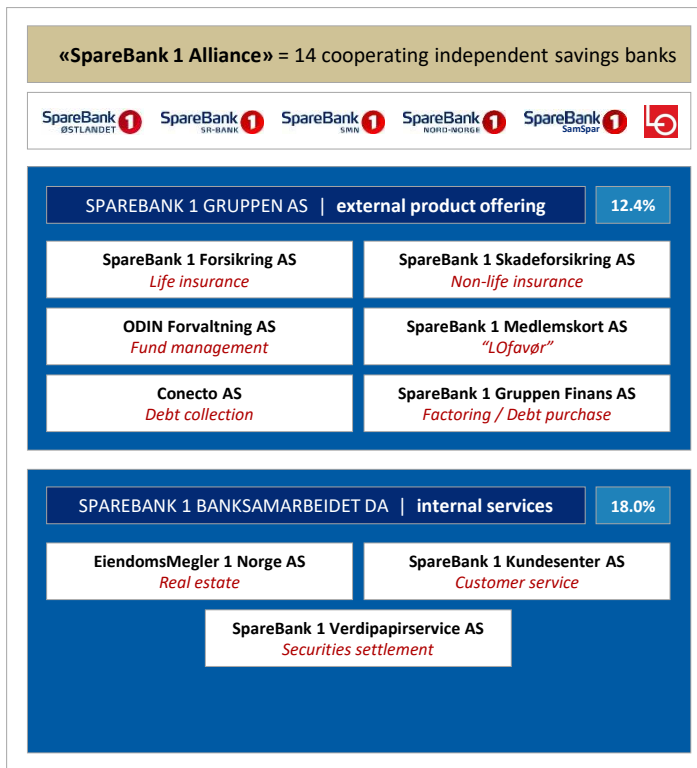 «SpareBank 1 Alliance» = 14 cooperating independent savings banks
SpareBank 1 ØSTLANDET
SpareBank 1 SR-BANK
SpareBank 1 SMN
SpareBank 1 NORD-NORGE
SpareBank 1 SamSpar
LO
SPAREBANK 1 GRUPPEN AS | external product offering
12.4%
SpareBank 1 Forsikring AS
Life insurance
SpareBank 1 Skadeforsikring AS
Non-life insurance
ODIN Forvaltning AS
Fund management
SpareBank 1 Medlemskort AS
“LOfavør”
Conecto AS
Debt collection
SpareBank 1 Gruppen Finans AS
Factoring / Debt purchase
SPAREBANK 1 BANKSAMARBEIDET DA | internal services
18.0%
EiendomsMegler 1 Norge AS
Real estate
SpareBank 1 Kundesenter AS
Customer service
SpareBank 1 Verdipapirservice AS
Securities settlement